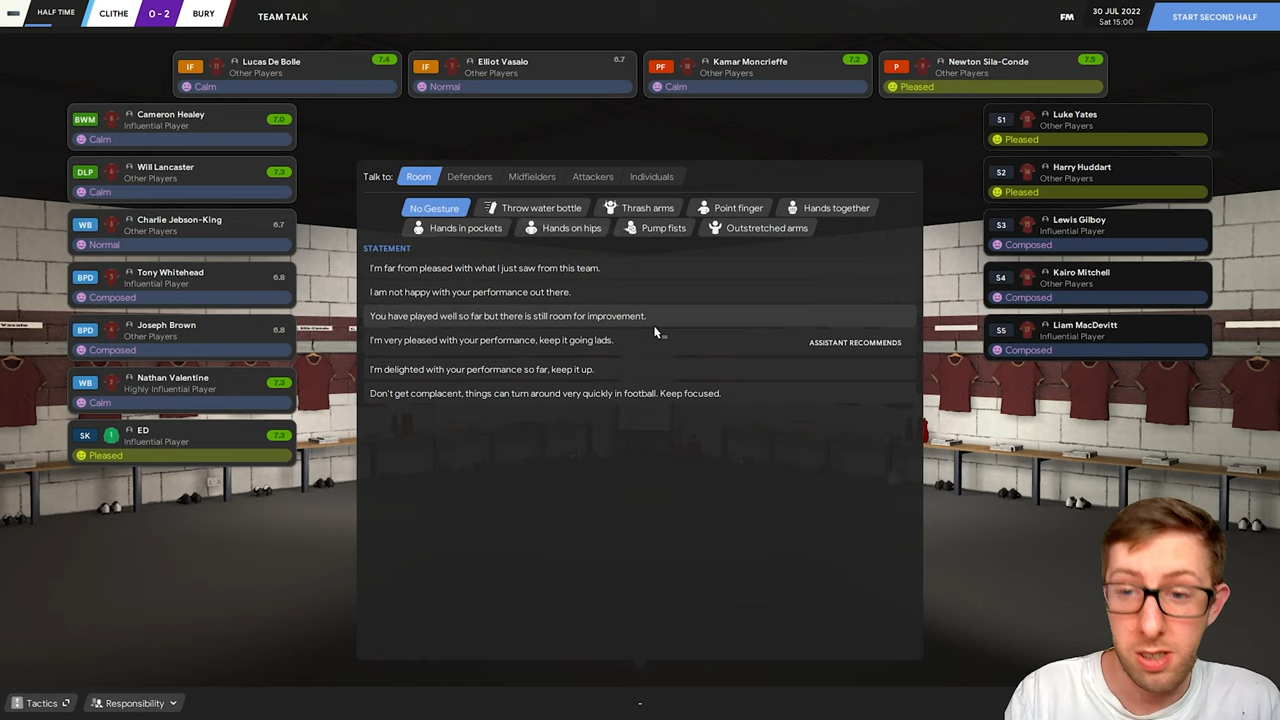 HALF TIME
CLITHE
0 - 2
BURY
TEAM TALK
FM
30 JUL 2022
Sat 15:00
START SECOND HALF
IF
Lucas De Bolle
Other Players
7.4
Calm
IF
Elliot Vasalo
Other Players
6.7
Normal
PF
Kamar Moncrieffe
Other Players
7.2
Calm
P
Newton Sila-Conde
Other Players
Pleased
BWM
Cameron Healey
Influential Player
7.0
Calm
DLP
Will Lancaster
Other Players
7.3
Calm
WB
Charlie Jebson-King
Other Players
6.7
Normal
BPD
Tony Whitehead
Influential Player
6.8
Composed
BPD
Joseph Brown
Other Players
6.8
Composed
WB
Nathan Valentine
Highly Influential Player
7.3
Calm
SK
ED
Influential Player
7.3
Pleased
Talk to:
Room
Defenders
Midfielders
Attackers
Individuals
No Gesture
Throw water bottle
Thrash arms
Point finger
Hands together
Hands in pockets
Hands on hips
Pump fists
Outstretched arms
STATEMENT
I'm far from pleased with what I just saw from this team.
I am not happy with your performance out there.
You have played well so far but there is still room for improvement.
I'm very pleased with your performance, keep it going lads.
ASSISTANT RECOMMENDS
I'm delighted with your performance so far, keep it up.
Don't get complacent, things can turn around very quickly in football. Keep focused.
S1
Luke Yates
Other Players
Pleased
S2
Harry Huddart
Other Players
Pleased
S3
Lewis Gilboy
Influential Player
Composed
S4
Kairo Mitchell
Other Players
Composed
S5
Liam MacDevitt
Influential Player
Composed
Tactics
Responsibility
-